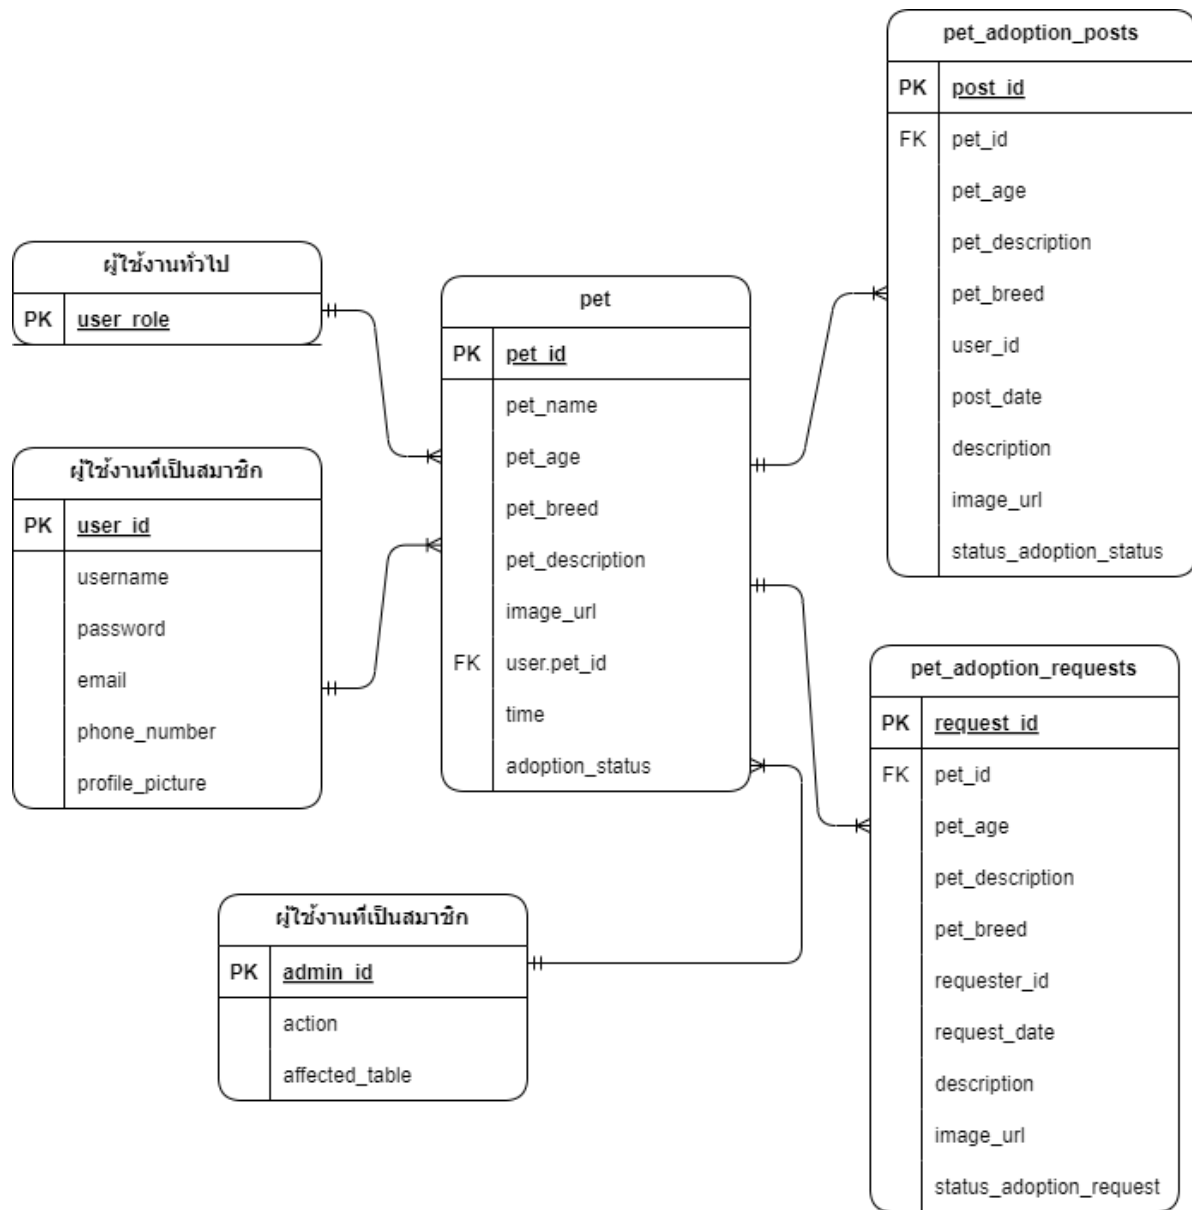 pet_adoption_posts
PK post_id
FK pet_id
pet_age
pet_description
pet_breed
user_id
post_date
description
image_url
status_adoption_status
ผู้ใช้งานทั่วไป
PK user_role
pet
PK pet_id
pet_name
pet_age
pet_breed
pet_description
image_url
FK user.pet_id
time
adoption_status
ผู้ใช้งานที่เป็นสมาชิก
PK user_id
username
password
email
phone_number
profile_picture
pet_adoption_requests
PK request_id
FK pet_id
pet_age
pet_description
pet_breed
requester_id
request_date
description
image_url
status_adoption_request
ผู้ใช้งานที่เป็นสมาชิก
PK admin_id
action
affected_table